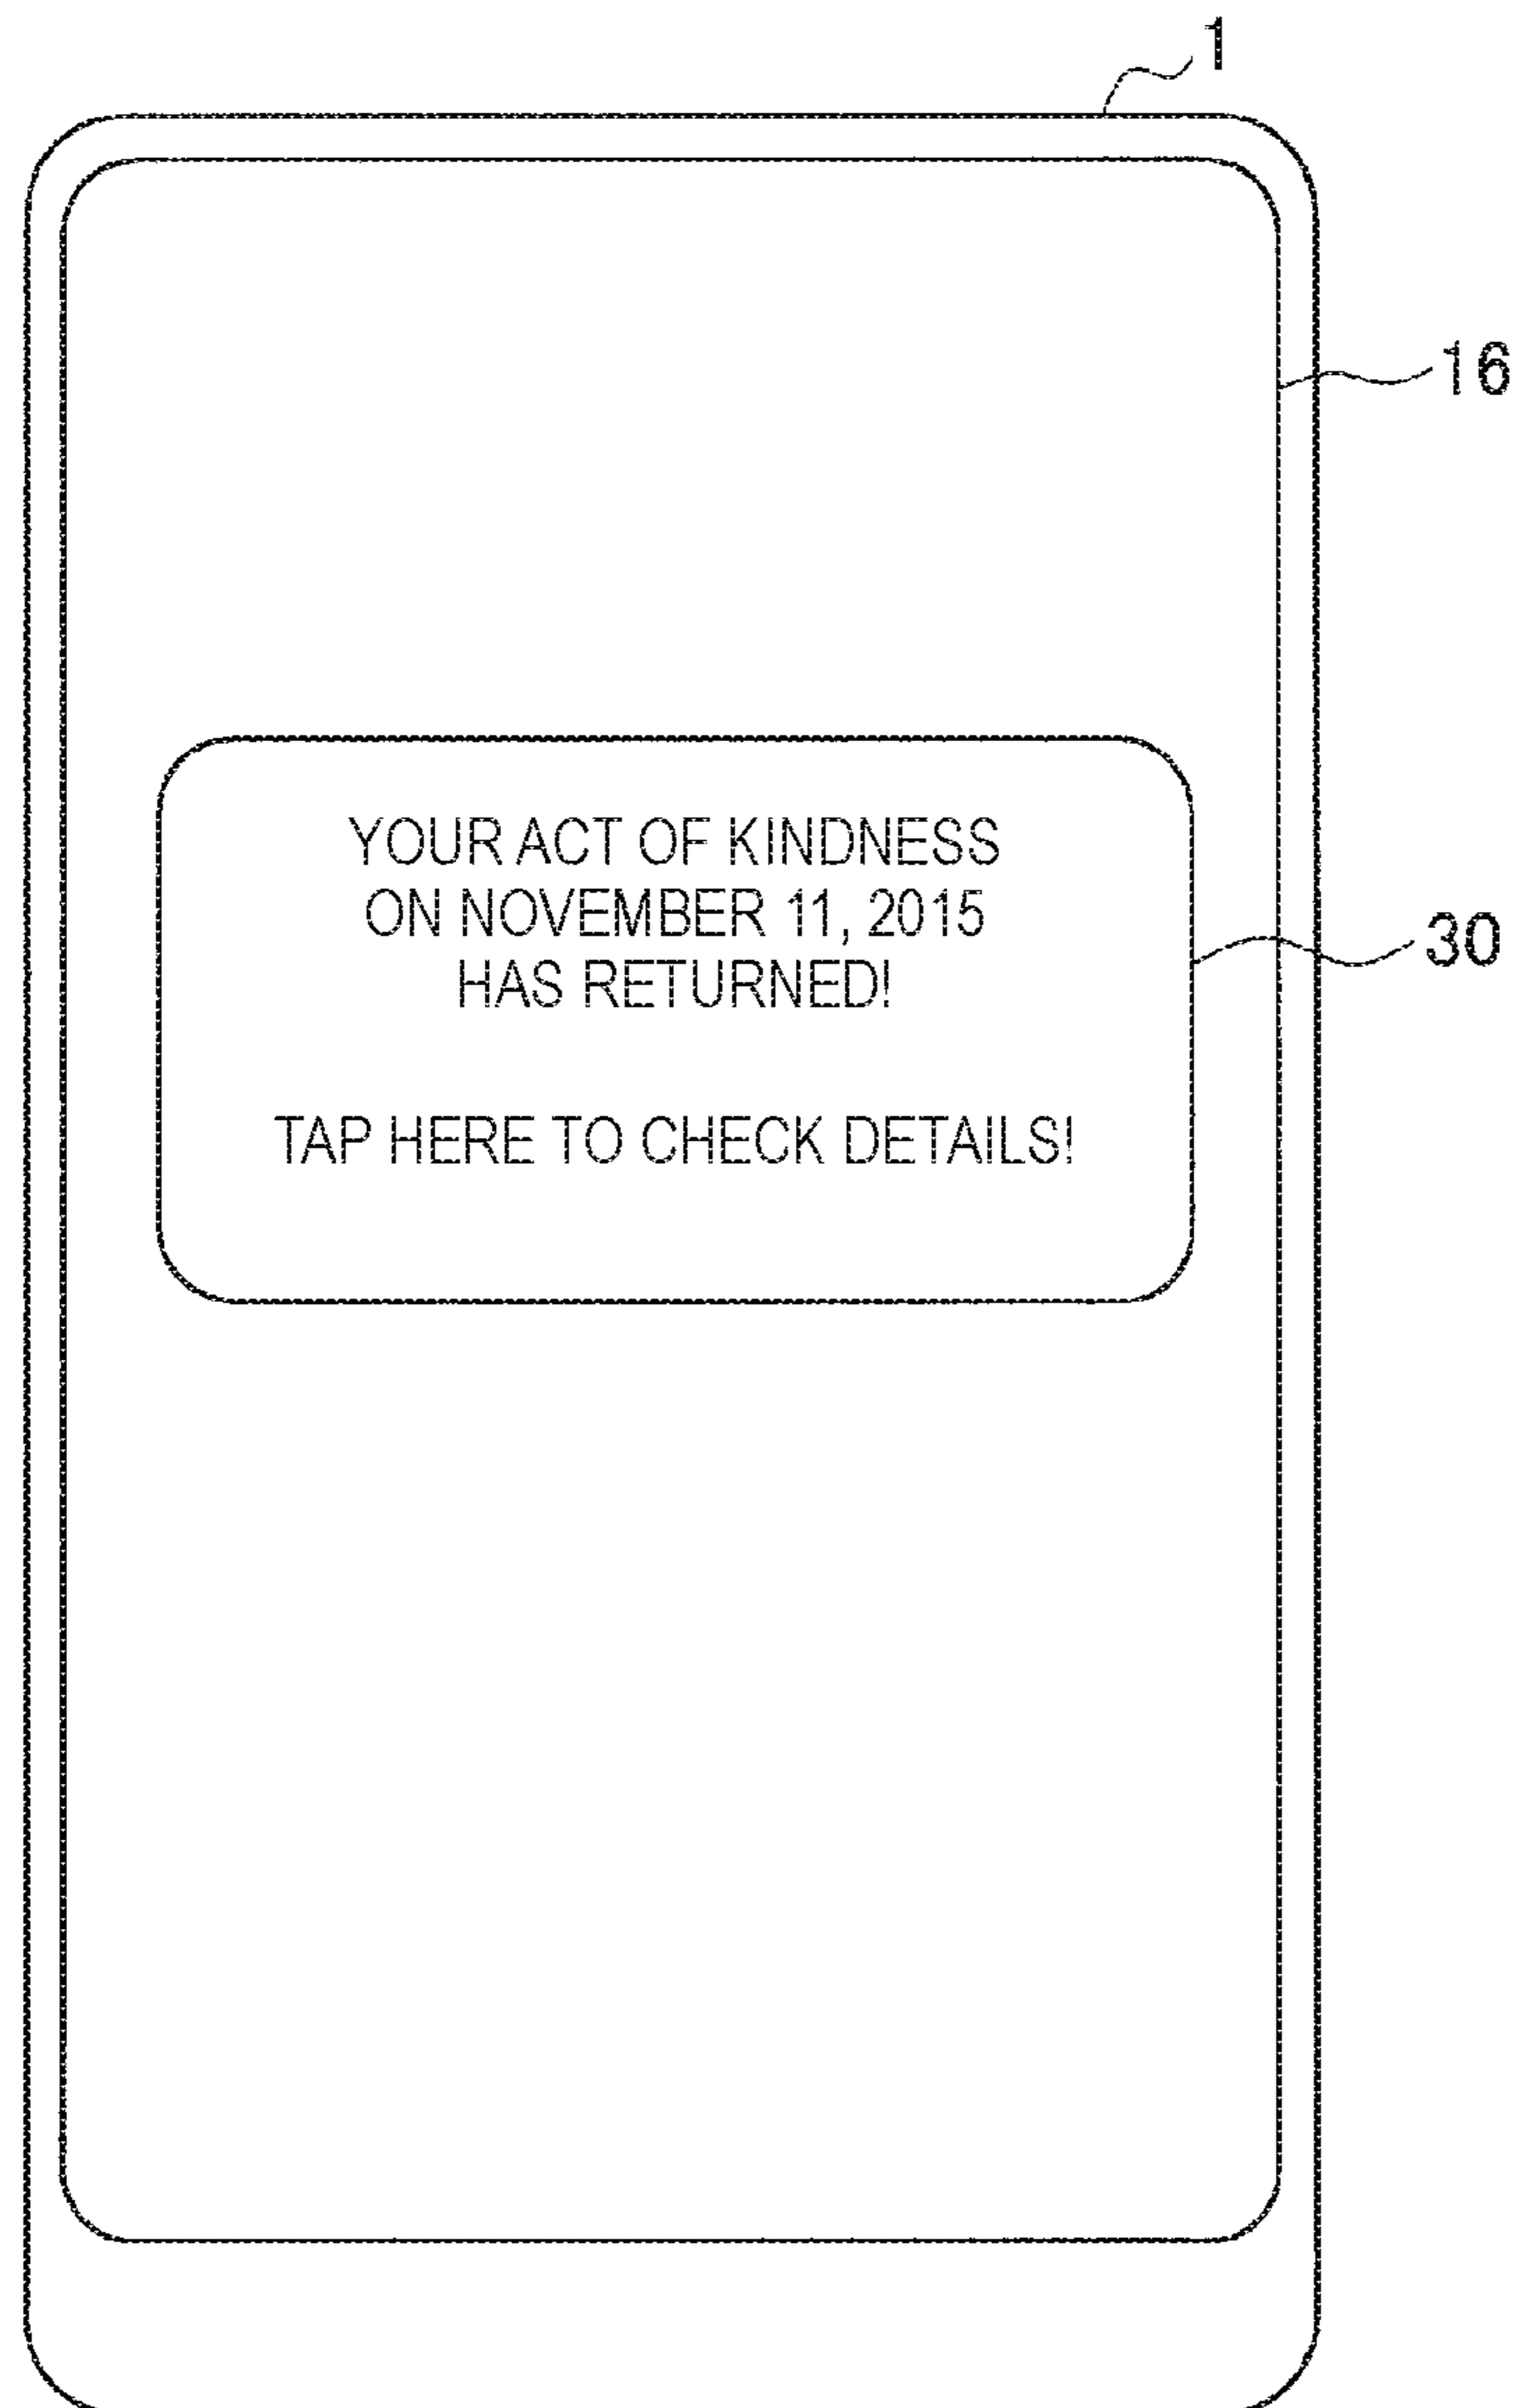 1
16
YOUR ACT OF KINDNESS
ON NOVEMBER 11, 2015
HAS RETURNED!
30
TAP HERE TO CHECK DETAILS!